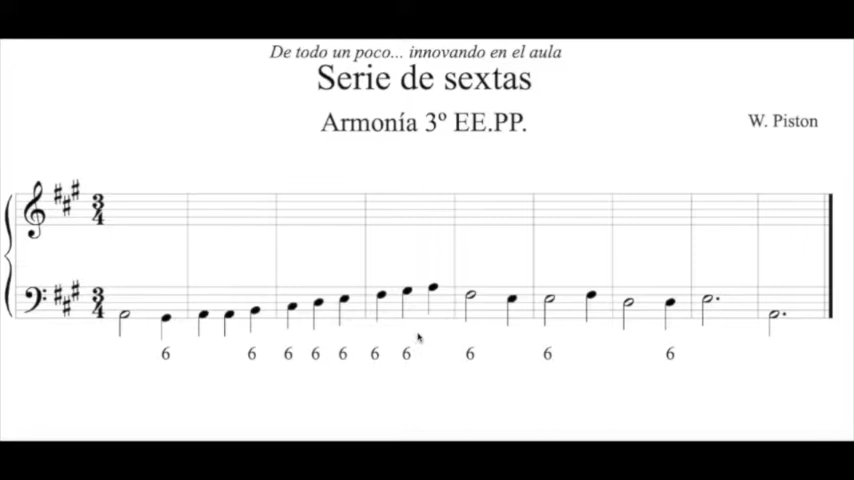 De todo un poco... innovando en el aula
Serie de sextas
Armonía 3º EE.PP.
W. Piston
3
4
3
4
6 6 6 6 6 6 6 6 6 6